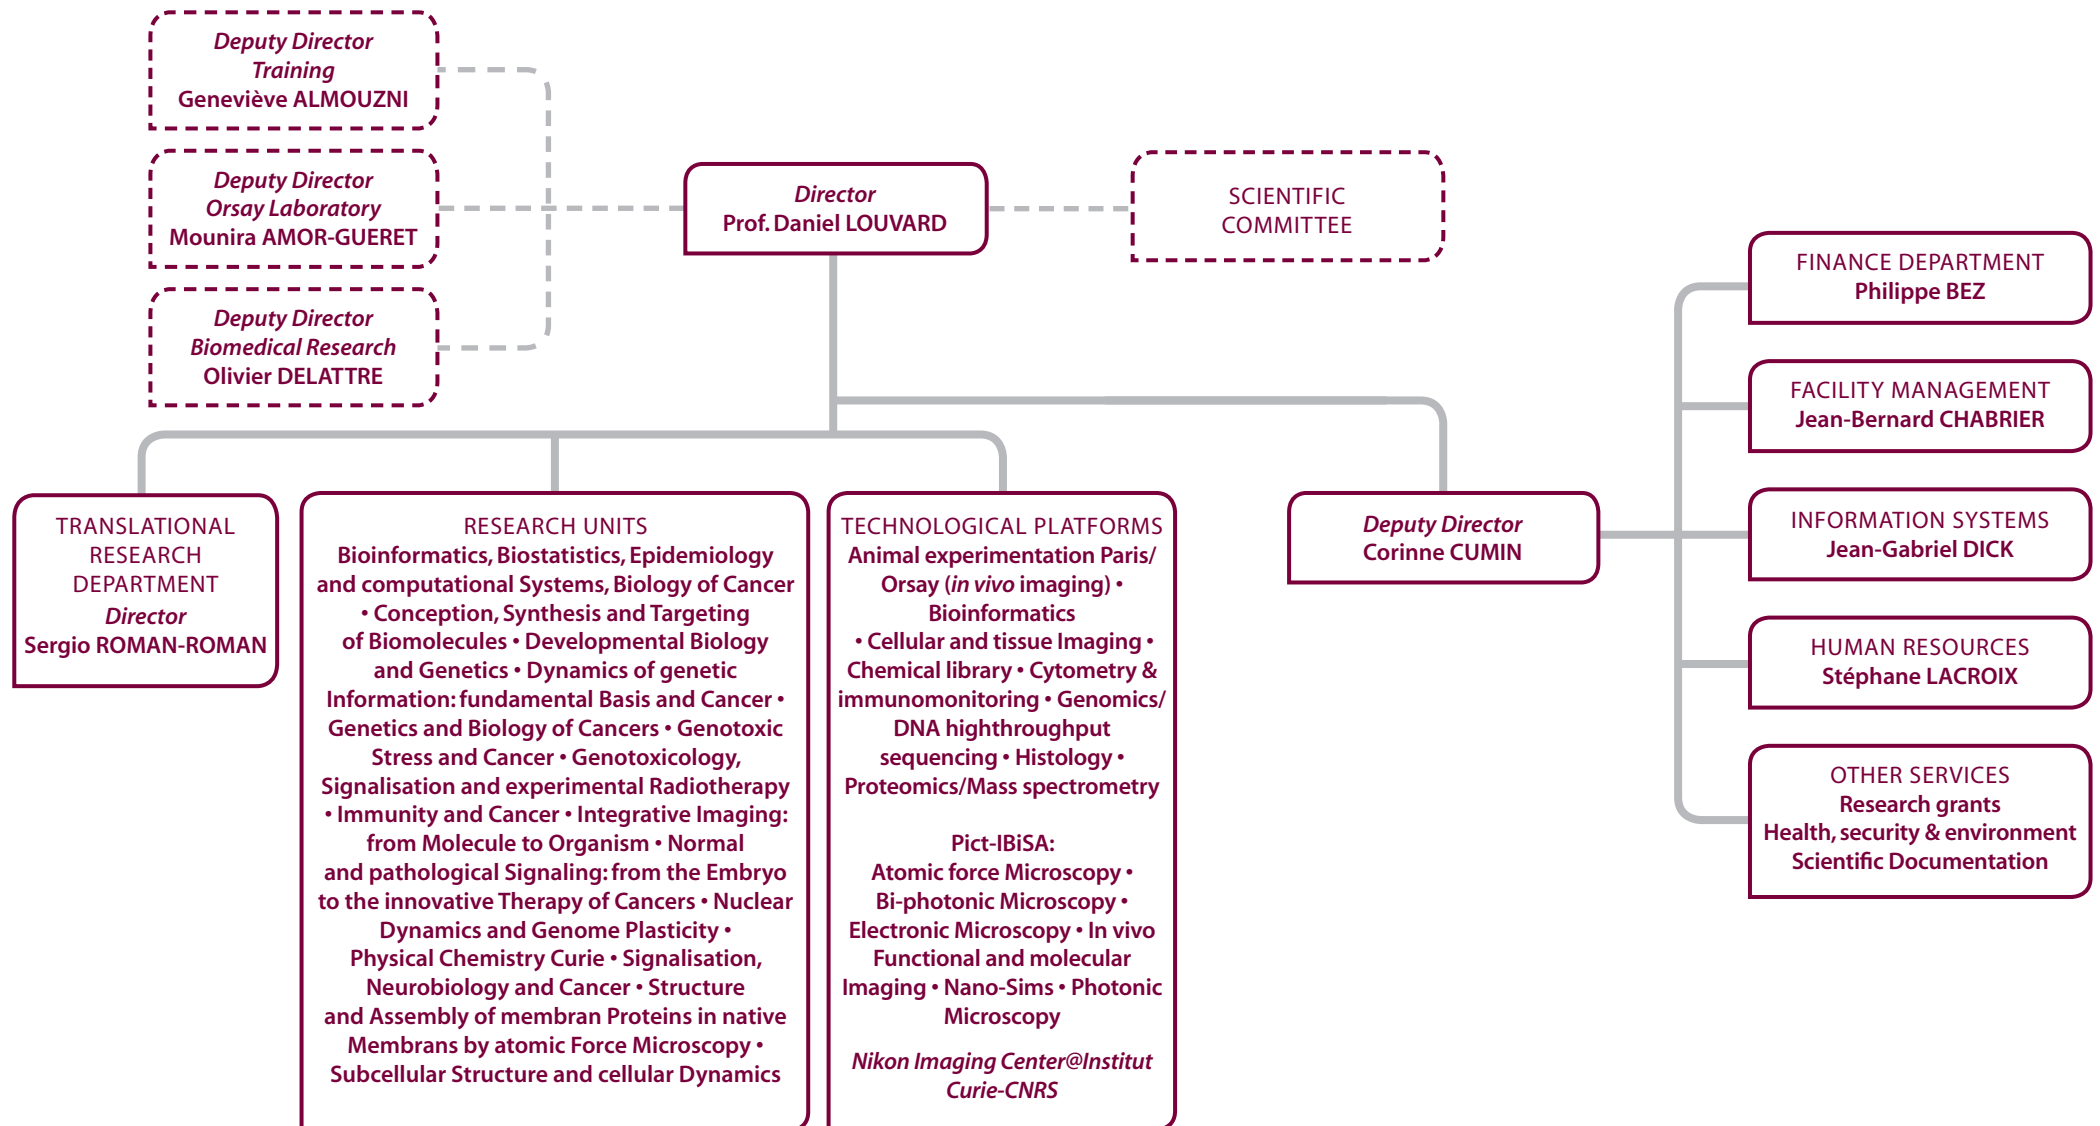 Deputy Director
Training
Geneviève ALMOUZNI
Deputy Director
Orsay Laboratory
Mounira AMOR-GUERET
Deputy Director
Biomedical Research
Olivier DELATTRE
Director
Prof. Daniel LOUVARD
SCIENTIFIC
COMMITTEE
TRANSLATIONAL
RESEARCH
DEPARTMENT
Director
Sergio ROMAN-ROMAN
RESEARCH UNITS
Bioinformatics, Biostatistics, Epidemiology
and computational Systems, Biology of Cancer
• Conception, Synthesis and Targeting
of Biomolecules • Developmental Biology
and Genetics • Dynamics of genetic
Information: fundamental Basis and Cancer •
Genetics and Biology of Cancers • Genotoxic
Stress and Cancer • Genotoxicology,
Signalisation and experimental Radiotherapy
• Immunity and Cancer • Integrative Imaging:
from Molecule to Organism • Normal
and pathological Signaling: from the Embryo
to the innovative Therapy of Cancers • Nuclear
Dynamics and Genome Plasticity •
Physical Chemistry Curie • Signalisation,
Neurobiology and Cancer • Structure
and Assembly of membran Proteins in native
Membrans by atomic Force Microscopy •
Subcellular Structure and cellular Dynamics
TECHNOLOGICAL PLATFORMS
Animal experimentation Paris/
Orsay (in vivo imaging) •
Bioinformatics
• Cellular and tissue Imaging •
Chemical library • Cytometry &
immunomonitoring • Genomics/
DNA highthroughput
sequencing • Histology •
Proteomics/Mass spectrometry
Pict-IBiSA:
Atomic force Microscopy •
Bi-photonic Microscopy •
Electronic Microscopy • In vivo
Functional and molecular
Imaging • Nano-Sims • Photonic
Microscopy
Nikon Imaging Center@Institut
Curie-CNRS
Deputy Director
Corinne CUMIN
FINANCE DEPARTMENT
Philippe BEZ
FACILITY MANAGEMENT
Jean-Bernard CHABRIER
INFORMATION SYSTEMS
Jean-Gabriel DICK
HUMAN RESOURCES
Stéphane LACROIX
OTHER SERVICES
Research grants
Health, security & environment
Scientific Documentation